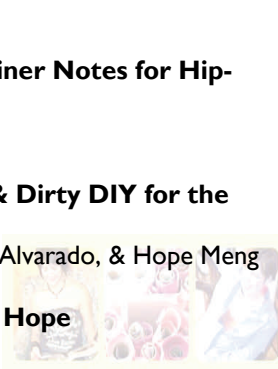 iner Notes for Hip-
& Dirty DIY for the
Alvarado, & Hope Meng
Hope